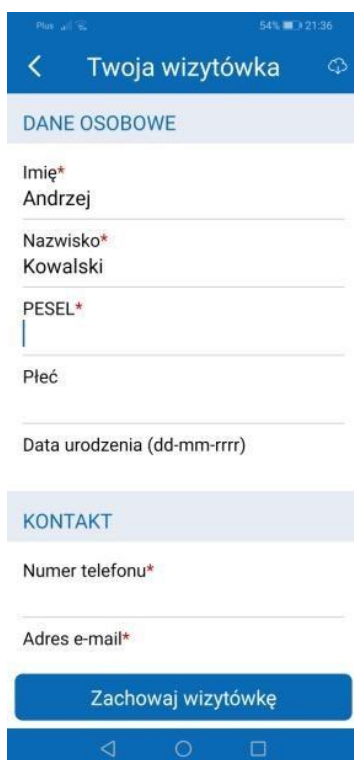 Plus 54% 21:36
Twoja wizytówka
DANE OSOBOWE
Imię*
Andrzej
Nazwisko*
Kowalski
PESEL*
Płeć
Data urodzenia (dd-mm-rrrr)
KONTAKT
Numer telefonu*
Adres e-mail*
Zachowaj wizytówkę